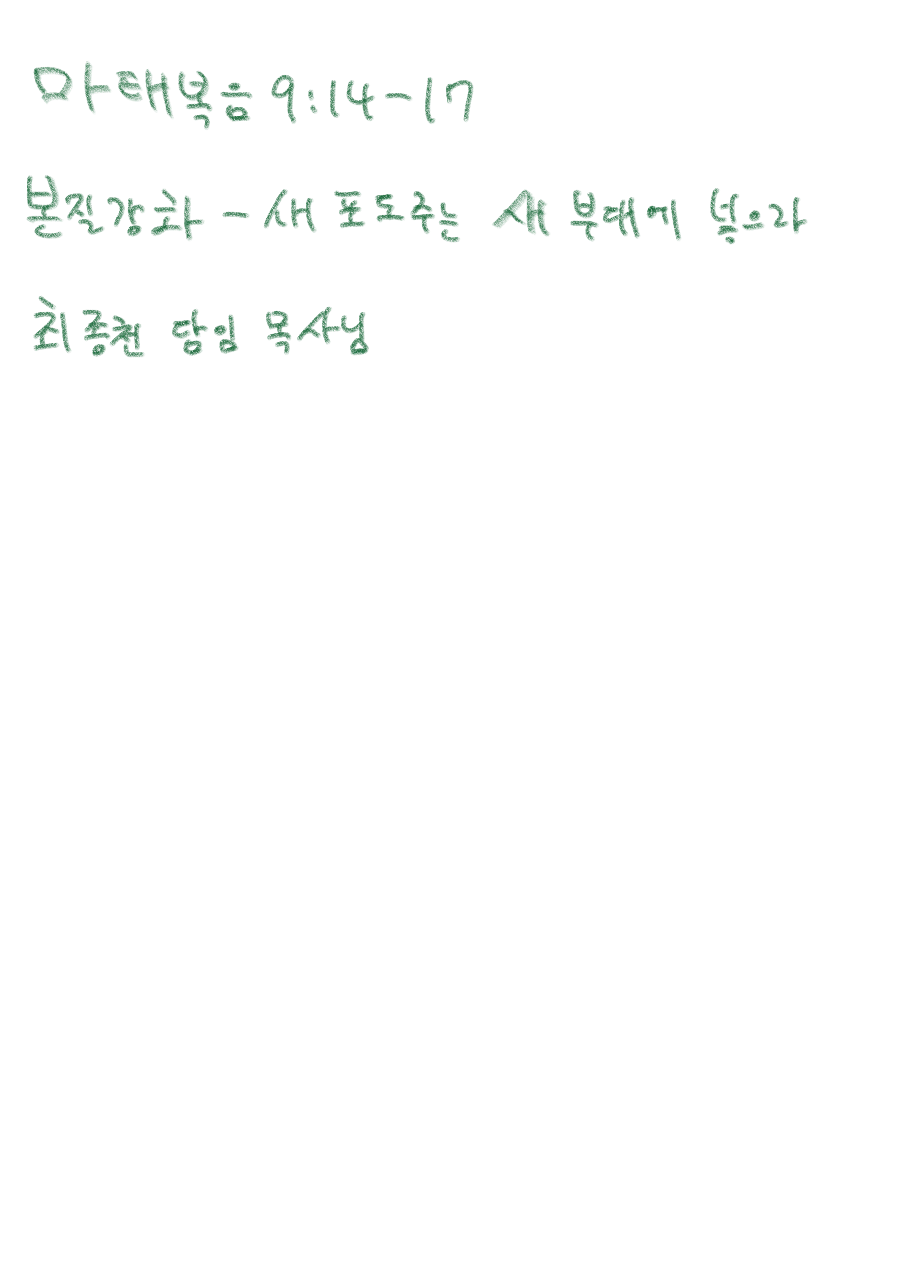 마태복음 9:14-17
본질강화 - 새 포도주는 새 부대에 넣으라
최종천 담임 목사님